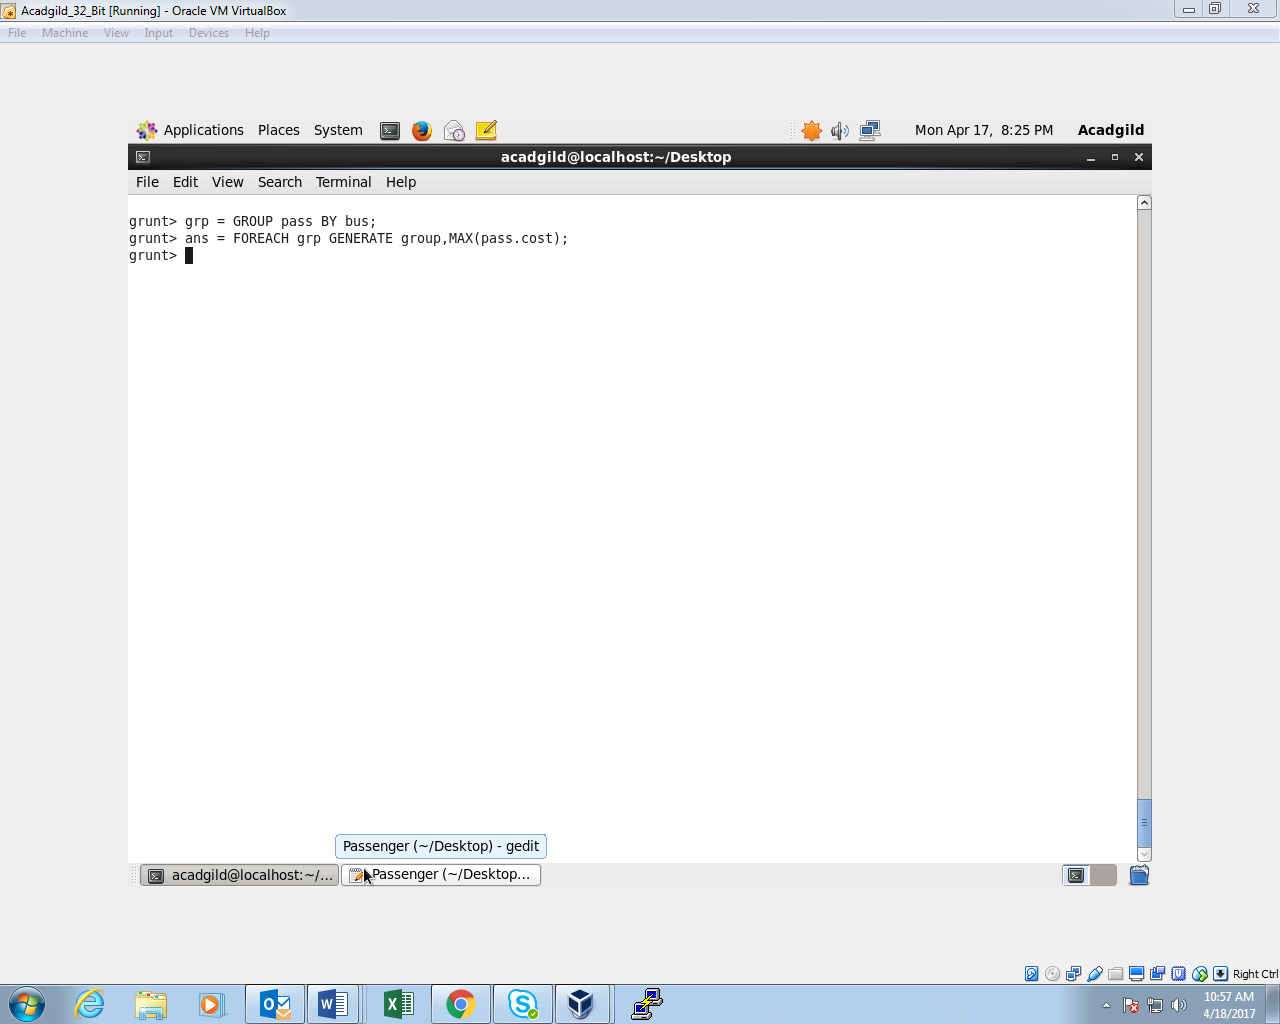 Acadgild_32_Bit [Running] - Oracle VM VirtualBox
File Machine View Input Devices Help
Applications Places System Mon Apr 17, 8:25 PM Acadgild
acadgild@localhost:~/Desktop
File Edit View Search Terminal Help
grunt> grp = GROUP pass BY bus;
grunt> ans = FOREACH grp GENERATE group,MAX(pass.cost);
grunt>
Passenger (~/Desktop) - gedit
acadgild@localhost:~/... Passenger (~/Desktop...
Right Ctrl
10:57 AM
4/18/2017